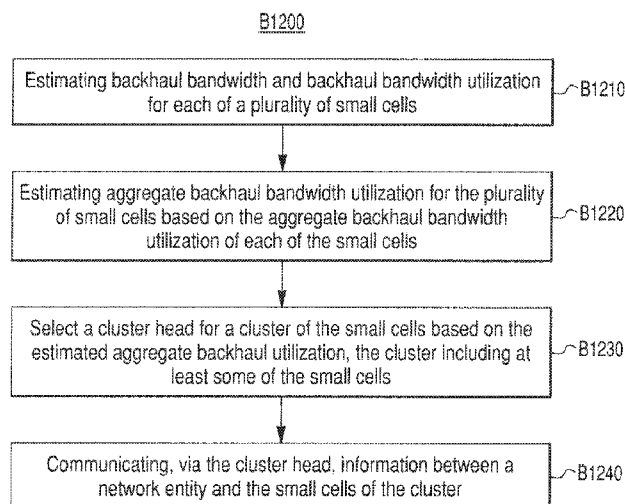 B1200
Estimating backhaul bandwidth and backhaul bandwidth utilization
for each of a plurality of small cells
B1210
Estimating aggregate backhaul bandwidth utilization for the plurality
of small cells based on the aggregate backhaul bandwidth
utilization of each of the small cells
B1220
Select a cluster head for a cluster of the small cells based on the
estimated aggregate backhaul utilization, the cluster including at
least some of the small cells
B1230
Communicating, via the cluster head, information between a
network entity and the small cells of the cluster
B1240